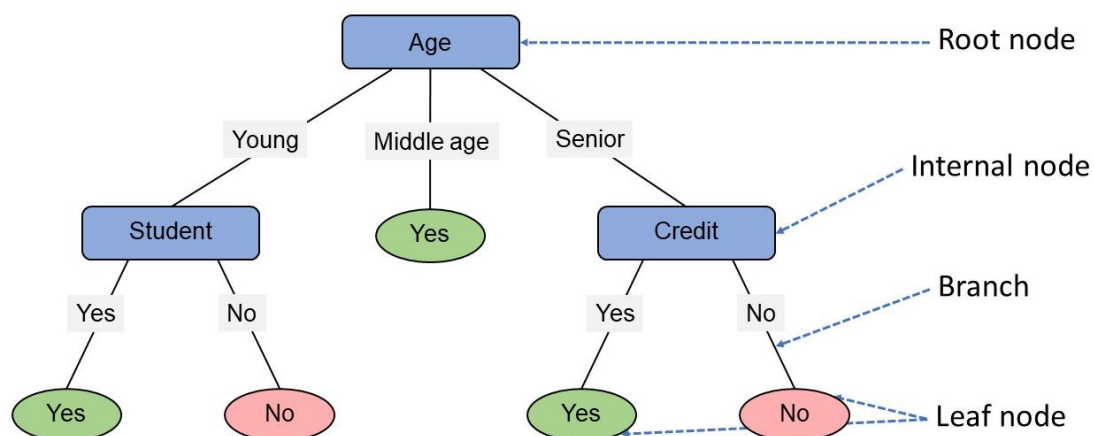 Age
Root node
Young
Middle age
Senior
Internal node
Student
Yes
Credit
Branch
Yes
No
Yes
No
Yes
No
Yes
No
Leaf node